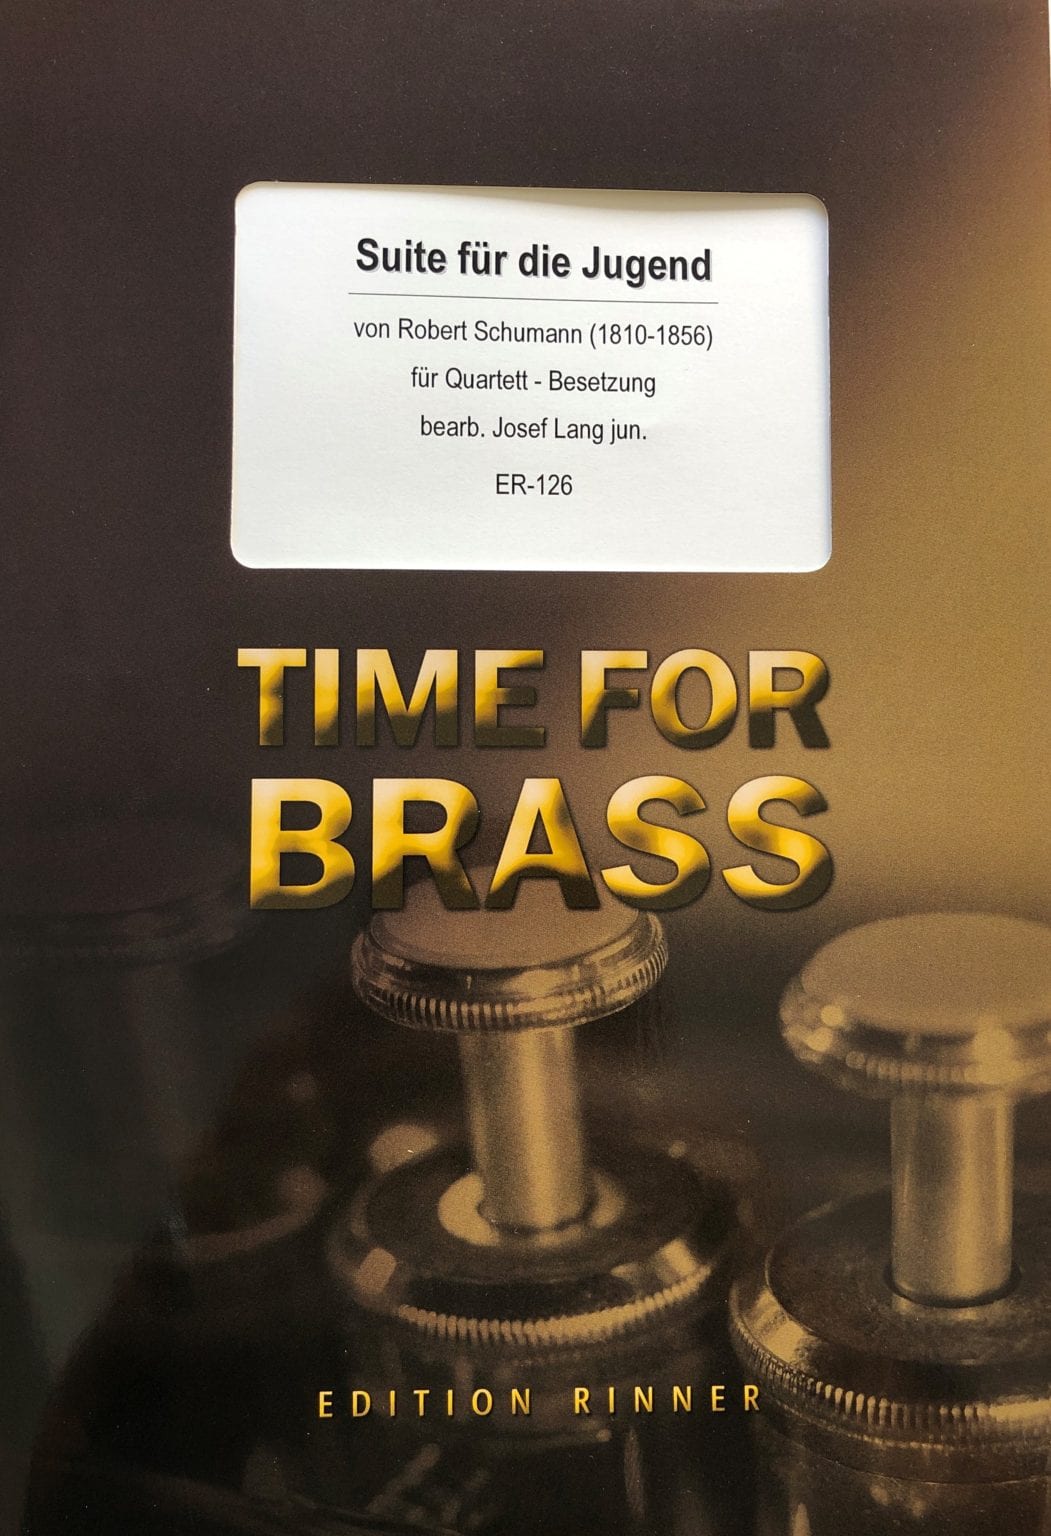 Suite für die Jugend
von Robert Schumann (1810-1856)
für Quartett - Besetzung
bearb. Josef Lang jun.
ER-126
TIME FOR
BRASS
EDITION RINNER